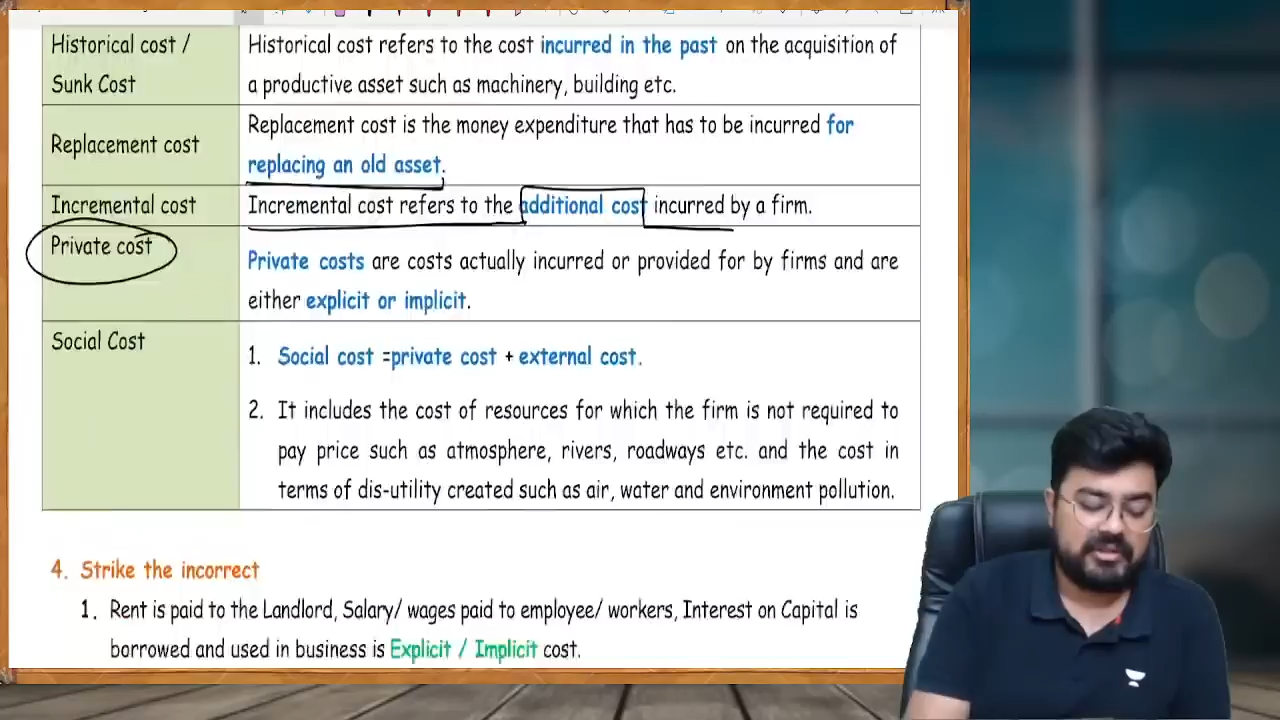 Historical cost /
Sunk Cost
Historical cost refers to the cost incurred in the past on the acquisition of
a productive asset such as machinery, building etc.
Replacement cost
Replacement cost is the money expenditure that has to be incurred for
replacing an old asset.
Incremental cost
Incremental cost refers to the additional cost incurred by a firm.
Private cost
Private costs are costs actually incurred or provided for by firms and are
either explicit or implicit.
Social Cost
1. Social cost =private cost + external cost.
2. It includes the cost of resources for which the firm is not required to
pay price such as atmosphere, rivers, roadways etc. and the cost in
terms of dis-utility created such as air, water and environment pollution.
4. Strike the incorrect
1. Rent is paid to the Landlord, Salary/ wages paid to employee/ workers, Interest on Capital is
borrowed and used in business is Explicit / Implicit cost.